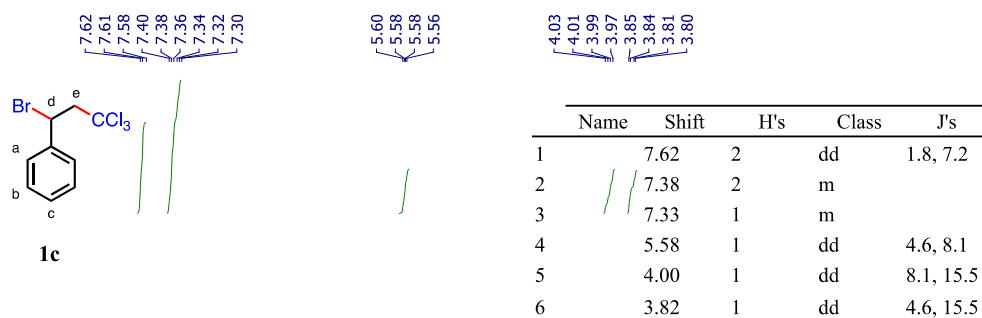 7.62 7.61 7.58 7.40 7.38 7.36 7.34 7.32 7.30 5.60 5.58 5.58 5.56 4.03 4.01 3.99 3.97 3.85 3.84 3.81 3.80
Br d e CCl3
a
b
c
1c
Name Shift H's Class J's
1 7.62 2 dd 1.8, 7.2
2 7.38 2 m
3 7.33 1 m
4 5.58 1 dd 4.6, 8.1
5 4.00 1 dd 8.1, 15.5
6 3.82 1 dd 4.6, 15.5